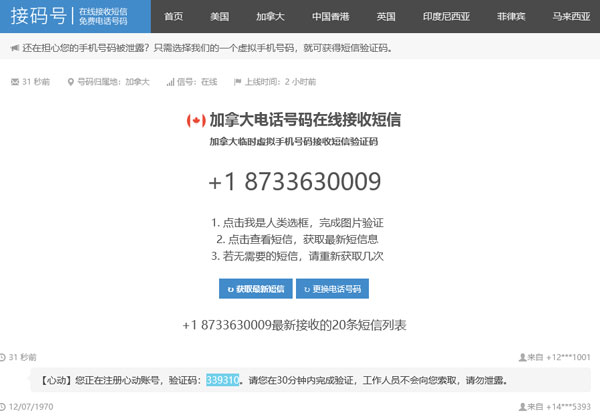 接码号 在线接收短信
免费电话号码
首页 美国 加拿大 中国香港 英国 印度尼西亚 菲律宾 马来西亚
还在担心您的手机号码被泄露? 只需选择我们的一个虚拟手机号码，就可获得短信验证码。
31 秒前 号码归属地：加拿大 信号：在线 上线时间：2 小时前
加拿大电话号码在线接收短信
加拿大临时虚拟手机号码接收短信验证码
+1 8733630009
1. 点击我是人类选框，完成图片验证
2. 点击查看短信，获取最新短信息
3. 若无需要的短信，请重新获取几次
获取最新短信 更换电话号码
+1 8733630009最新接收的20条短信列表
31 秒前 来自 +12***1001
【心动】您正在注册心动账号，验证码：339310。请您在30分钟内完成验证，工作人员不会向您索取，请勿泄露。
12/07/1970 来自 +14***5393